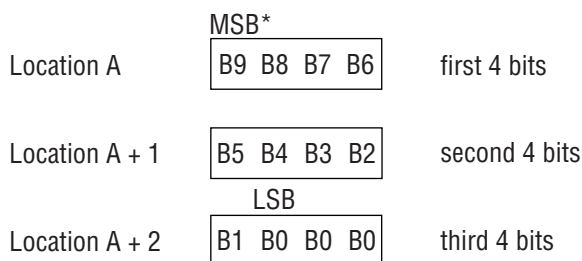 MSB*
Location A B9 B8 B7 B6 first 4 bits
Location A + 1 B5 B4 B3 B2 second 4 bits
LSB
Location A + 2 B1 B0 B0 B0 third 4 bits